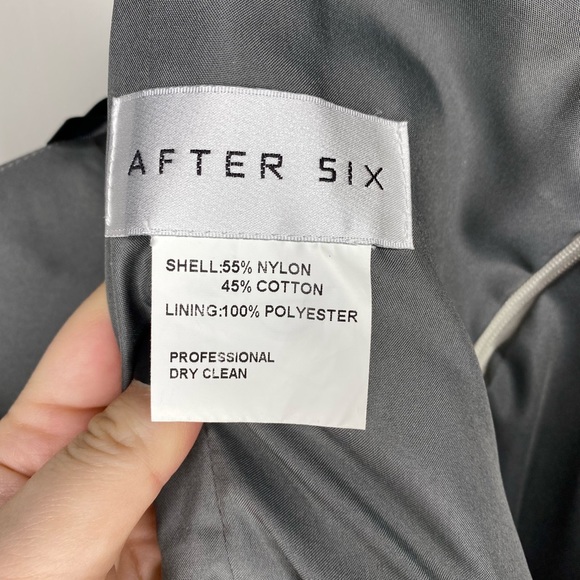 AFTER SIX
SHELL:55% NYLON
45% COTTON
LINING:100% POLYESTER
PROFESSIONAL
DRY CLEAN